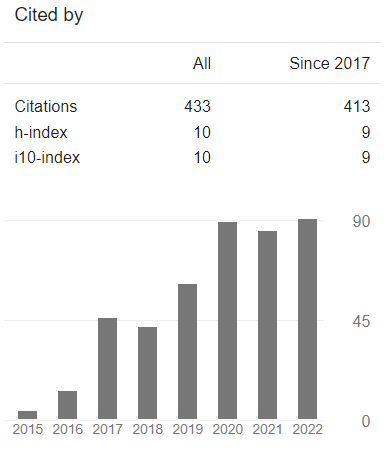 Cited by
All Since 2017
Citations 433 413
h-index 10 9
i10-index 10 9
90
45
0
2015 2016 2017 2018 2019 2020 2021 2022